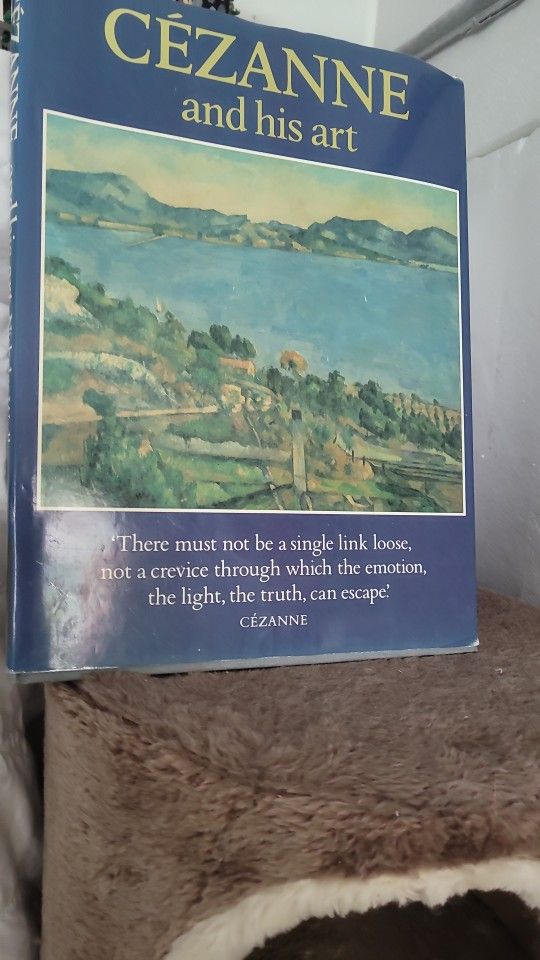 CÉZANNE
and his art
'There must not be a single link loose,
not a crevice through which the emotion,
the light, the truth, can escape.'
CÉZANNE